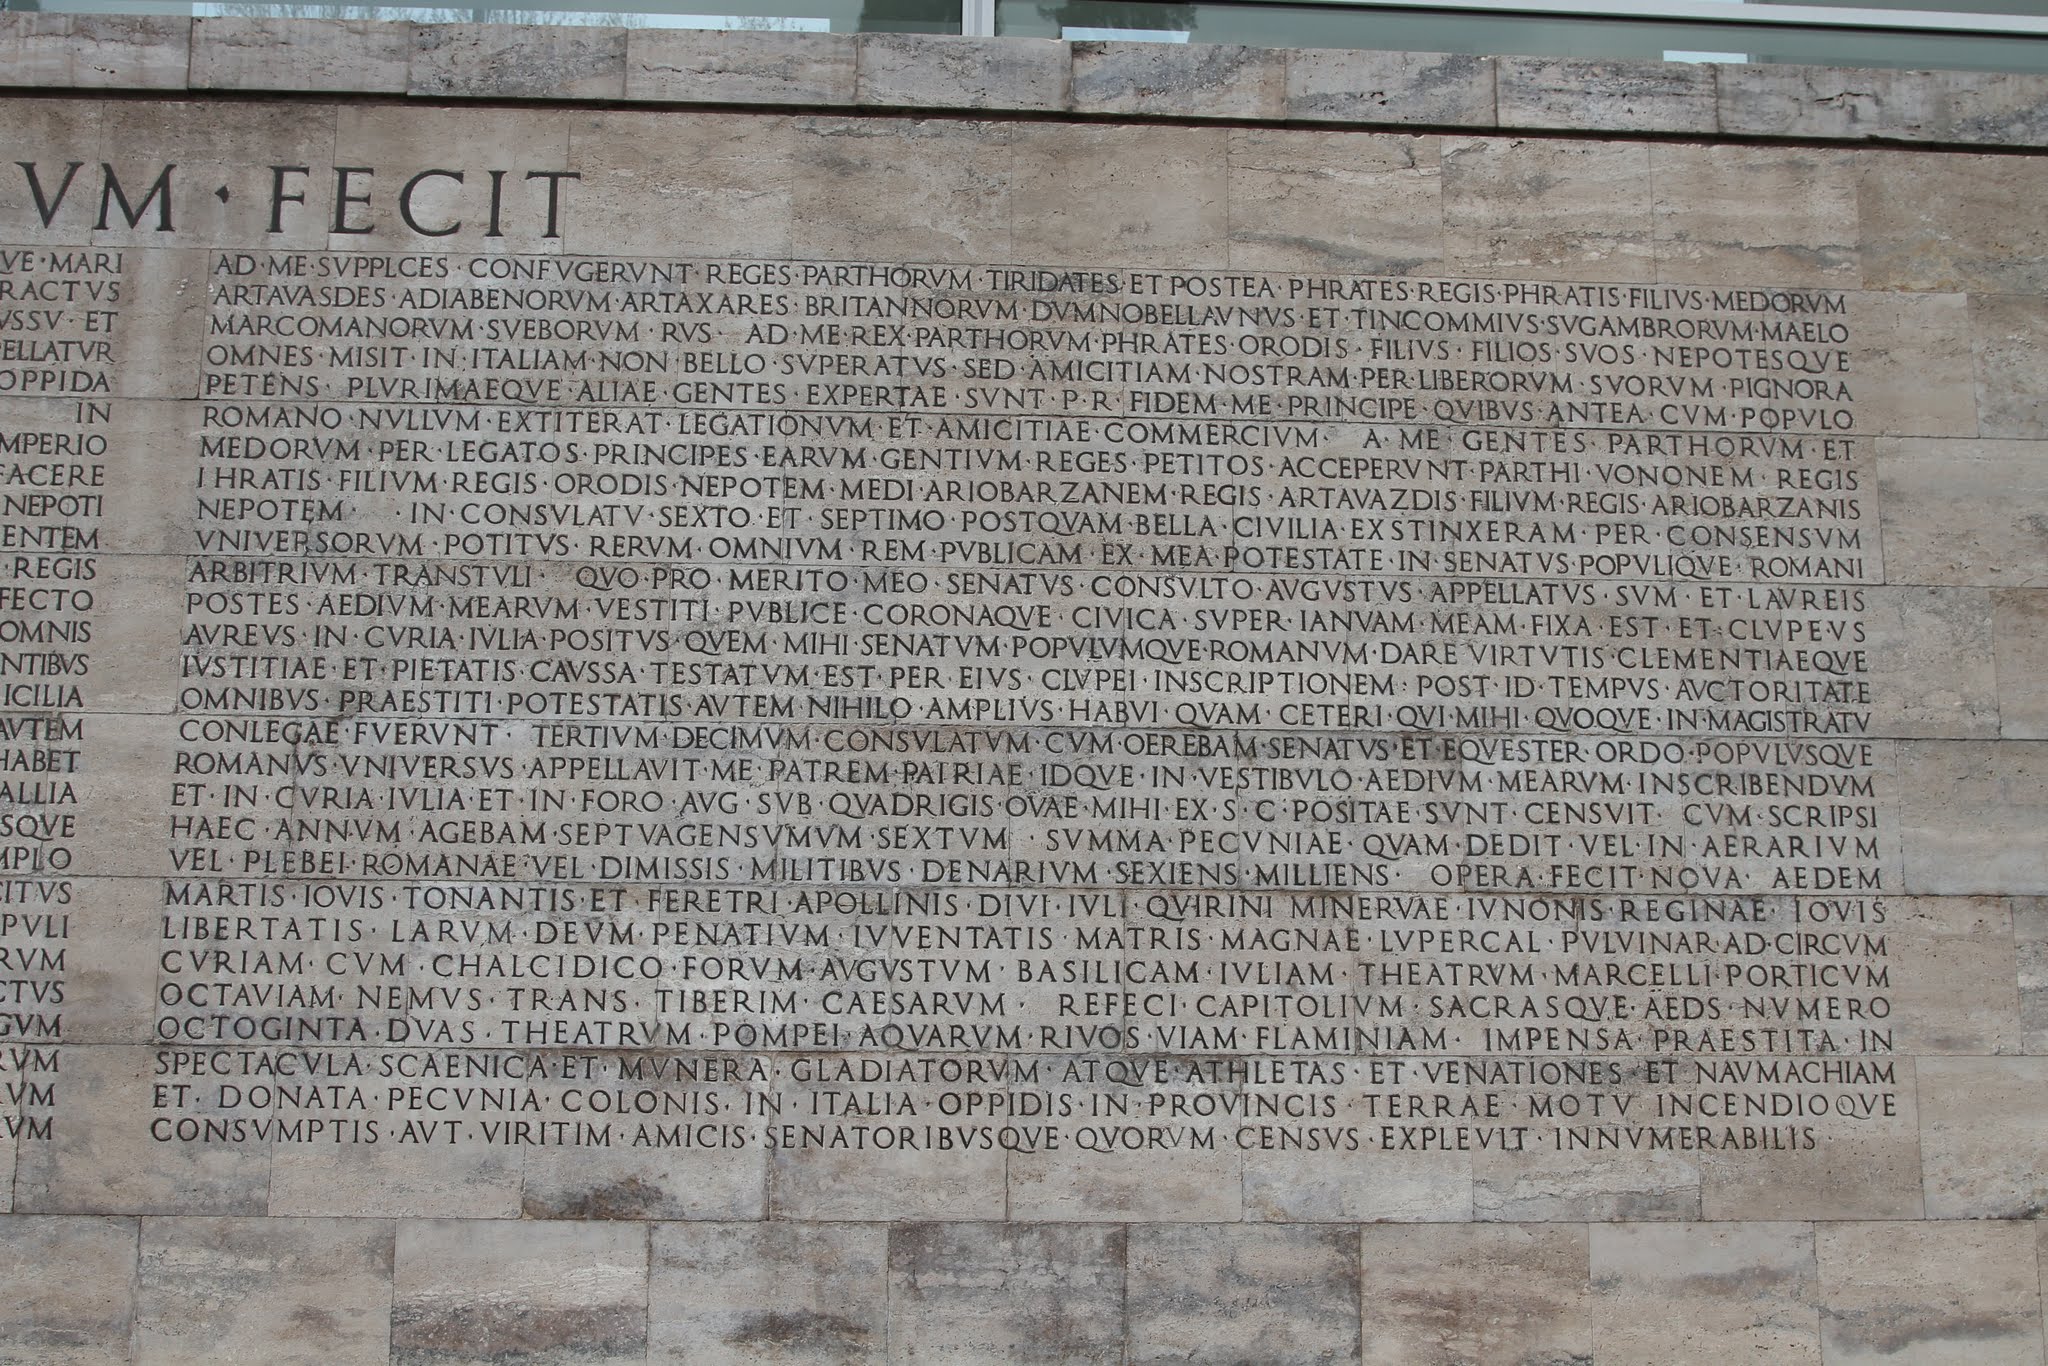 VM · FECIT
VE · MARI
RACTVS
VSSV · ET
PELLATVR
OPPIDA
IN
MPERIO
FACERE
NEPOTI
ENTEM
REGIS
FECTO
OMNIS
NTIBVS
ICILIA
AVTEM
HABET
ALLIA
SQVE
MPLO
CITVS
PVLI
RVM
CTVS
GVM
RVM
VM
VM
AD · ME · SVPPLCES · CONFVGERVNT · REGES · PARTHORVM · TIRIDATES · ET POSTEA · PHRATES · REGIS · PHRATIS · FILIVS · MEDORVM
ARTAVASDES · ADIABENORVM · ARTAXARES · BRITANNORVM · DVMNOBELLAVNVS · ET · TINCOMMIVS · SVGAMBRORVM · MAELO
MARCOMANORVM · SVEBORVM · RVS · AD · ME · REX · PARTHORVM · PHRATES · ORODIS · FILIVS · FILIOS · SVOS · NEPOTESQVE
OMNES · MISIT · IN · ITALIAM · NON · BELLO · SVPERATVS · SED · AMICITIAM · NOSTRAM · PER · LIBERORVM · SVORVM · PIGNORA
PETENS · PLVRIMAEQVE · ALIAE · GENTES · EXPERTAE · SVNT · P · R · FIDEM · ME · PRINCIPE · QVIBVS · ANTEA · CVM · POPVLO
ROMANO · NVLLVM · EXTITERAT · LEGATIONVM · ET · AMICITIAE · COMMERCIVM · A · ME · GENTES · PARTHORVM · ET
MEDORVM · PER · LEGATOS · PRINCIPES · EARVM · GENTIVM · REGES · PETITOS · ACCEPERVNT · PARTHI · VONONEM · REGIS
I HRATIS · FILIVM · REGIS · ORODIS · NEPOTEM · MEDI · ARIOBARZANEM · REGIS · ARTAVAZDIS · FILIVM · REGIS · ARIOBARZANIS
NEPOTEM · · IN · CONSVLATV · SEXTO · ET · SEPTIMO · POSTQVAM · BELLA · CIVILIA · EXSTINXERAM · PER · CONSENSVM
VNIVERSORVM · POTITVS · RERVM · OMNIVM · REM · PVBLICAM · EX · MEA · POTESTATE · IN · SENATVS · POPVLIQVE · ROMANI
ARBITRIVM · TRANSTVLI · QVO · PRO · MERITO · MEO · SENATVS · CONSVLTO · AVGVSTVS · APPELLATVS · SVM · ET · LAVREIS
POSTES · AEDIVM · MEARVM · VESTITI · PVBLICE · CORONAQVE · CIVICA · SVPER · IANVAM · MEAM · FIXA · EST · ET · CLVPEVS
AVREVS · IN · CVRIA · IVLIA · POSITVS · QVEM · MIHI · SENATVM · POPVLVMQVE · ROMANVM · DARE · VIRTVTIS · CLEMENTIAEQVE
IVSTITIAE · ET · PIETATIS · CAVSSA · TESTATVM · EST · PER · EIVS · CLVPEI · INSCRIPTIONEM · POST · ID · TEMPVS · AVCTORITATE
OMNIBVS · PRAESTITI · POTESTATIS · AVTEM · NIHILO · AMPLIVS · HABVI · QVAM · CETERI · QVI · MIHI · QVOQVE · IN · MAGISTRATV
CONLEGAE · FVERVNT · TERTIVM · DECIMVM · CONSVLATVM · CVM · OEREBAM · SENATVS · ET · EQVESTER · ORDO · POPVLVSQVE
ROMANVS · VNIVERSVS · APPELLAVIT · ME · PATREM · PATRIAE · IDQVE · IN · VESTIBVLO · AEDIVM · MEARVM · INSCRIBENDVM
ET · IN · CVRIA · IVLIA · ET · IN · FORO · AVG · SVB · QVADRIGIS · QVAE · MIHI · EX · S · C · POSITAE · SVNT · CENSVIT · CVM · SCRIPSI
HAEC · ANNVM · AGEBAM · SEPTVAGENSVMVM · SEXTVM · SVMMA · PECVNIAE · QVAM · DEDIT · VEL · IN · AERARIVM
VEL · PLEBEI · ROMANAE · VEL · DIMISSIS · MILITIBVS · DENARIVM · SEXIENS · MILLIENS · OPERA · FECIT · NOVA · AEDEM
MARTIS · IOVIS · TONANTIS · ET · FERETRI · APOLLINIS · DIVI · IVLI · QVIRINI · MINERVAE · IVNONIS · REGINAE · IOVIS
LIBERTATIS · LARVM · DEVM · PENATIVM · IVVENTATIS · MATRIS · MAGNAE · LVPERCAL · PVLVINAR · AD · CIRCVM
CVRIAM · CVM · CHALCIDICO · FORVM · AVGVSTVM · BASILICAM · IVLIAM · THEATRVM · MARCELLI · PORTICVM
OCTAVIAM · NEMVS · TRANS · TIBERIM · CAESARVM · REFECI · CAPITOLIVM · SACRASQVE · AEDS · NVMERO
OCTOGINTA · DVAS · THEATRVM · POMPEI · AQVARVM · RIVOS · VIAM · FLAMINIAM · IMPENSA · PRAESTITA · IN
SPECTACVLA · SCAENICA · ET · MVNERA · GLADIATORVM · ATQVE · ATHLETAS · ET · VENATIONES · ET · NAVMACHIAM
ET · DONATA · PECVNIA · COLONIS · IN · ITALIA · OPPIDIS · IN · PROVINCIS · TERRAE · MOTV · INCENDIOQVE
CONSVMPTIS · AVT · VIRITIM · AMICIS · SENATORIBVSQVE · QVORVM · CENSVS · EXPLEVIT · INNVMERABILIS ·